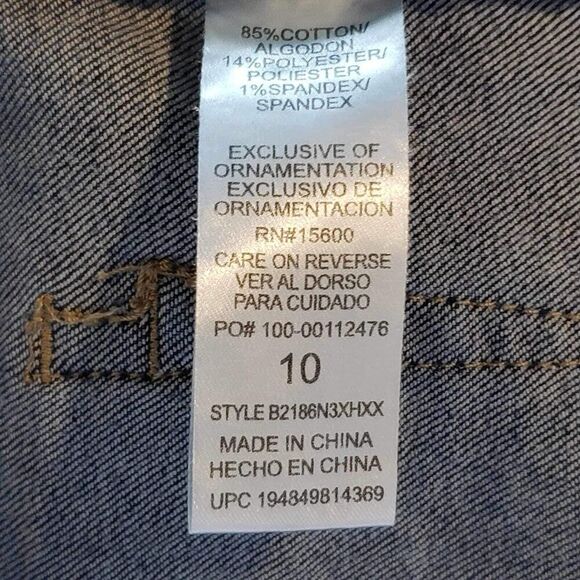 85%COTTON/
ALGODON
14%POLYESTER/
POLIESTER
1%SPANDEX/
SPANDEX
EXCLUSIVE OF
ORNAMENTATION
EXCLUSIVO DE
ORNAMENTACION
RN#15600
CARE ON REVERSE
VER AL DORSO
PARA CUIDADO
PO# 100-00112476
10
STYLE B2186N3XHXX
MADE IN CHINA
HECHO EN CHINA
UPC 194849814369